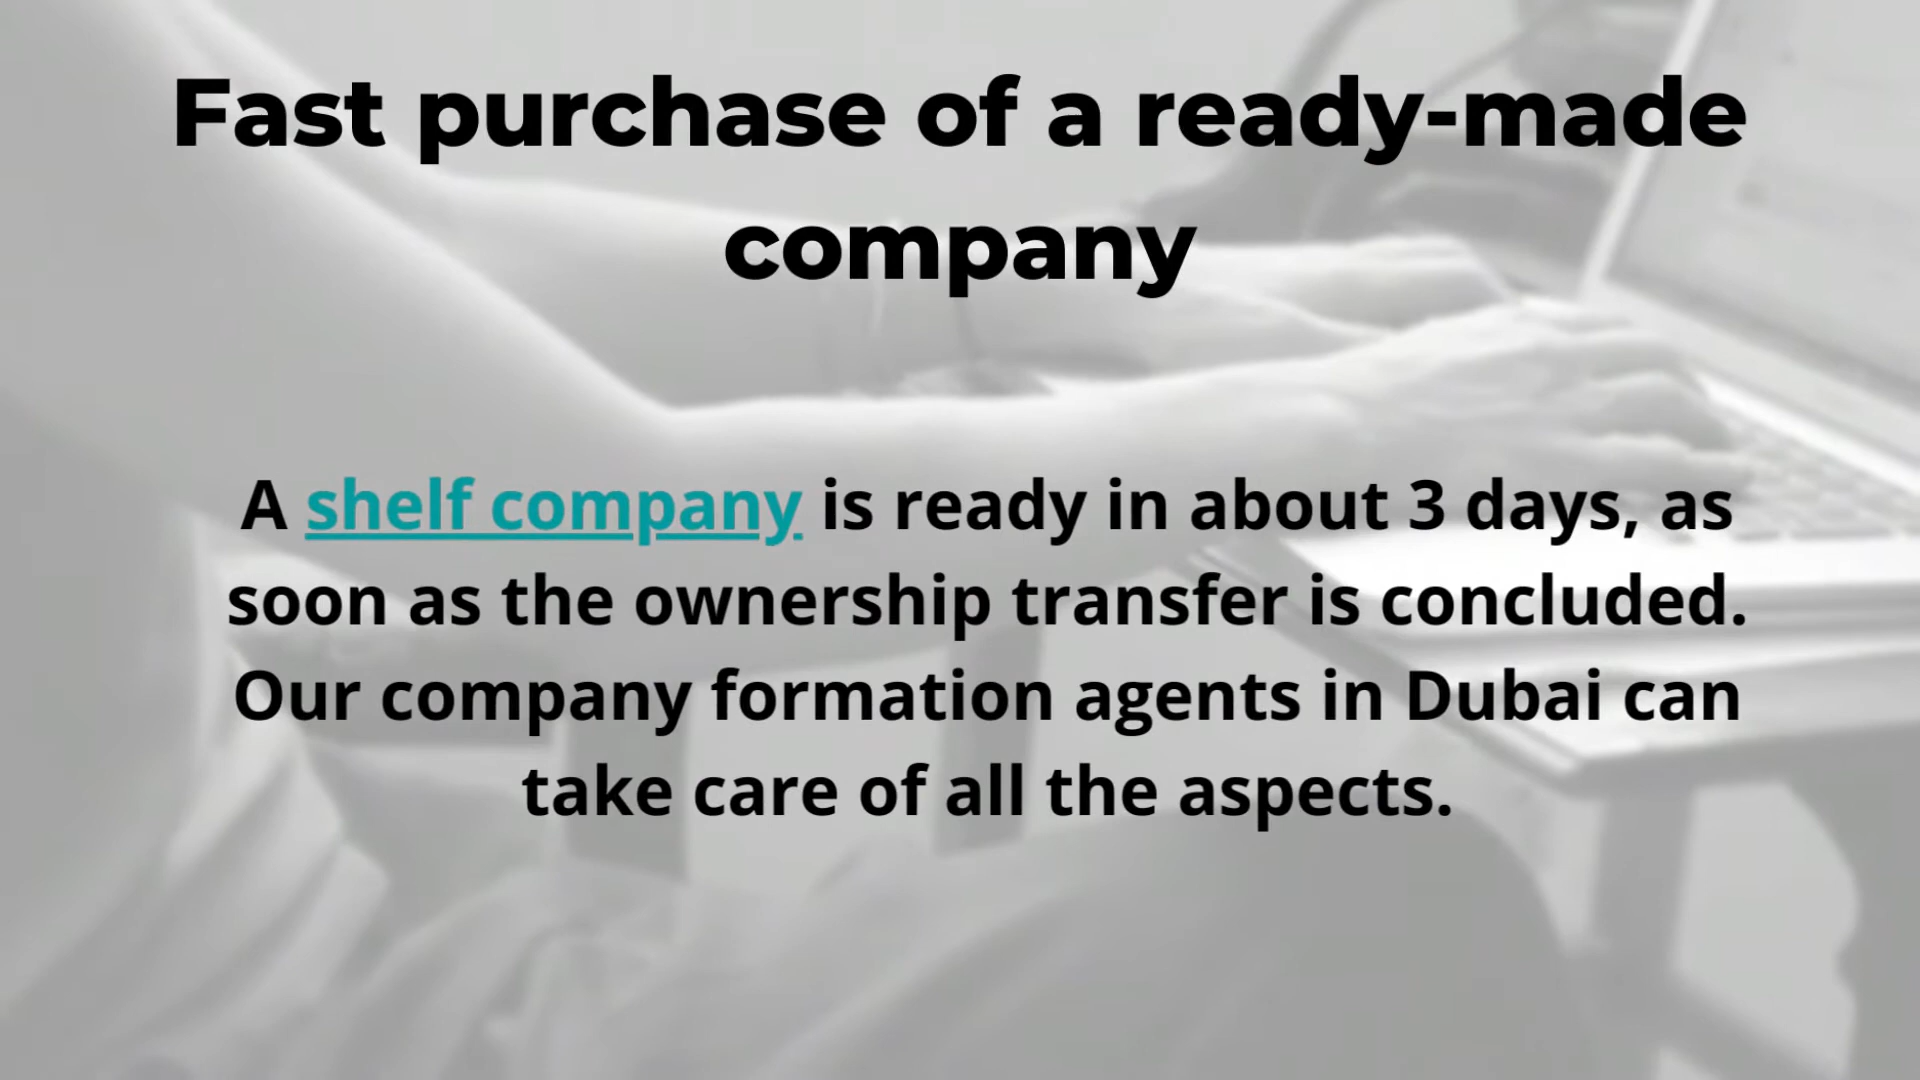 Fast purchase of a ready-made
company
A shelf company is ready in about 3 days, as
soon as the ownership transfer is concluded.
Our company formation agents in Dubai can
take care of all the aspects.